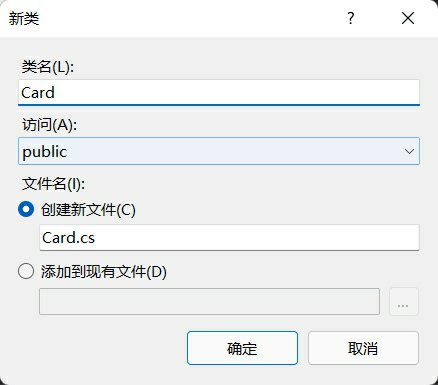 新类
?
类名(L):
Card
访问(A):
public
文件名(I):
创建新文件(C)
Card.cs
添加到现有文件(D)
...
确定 取消